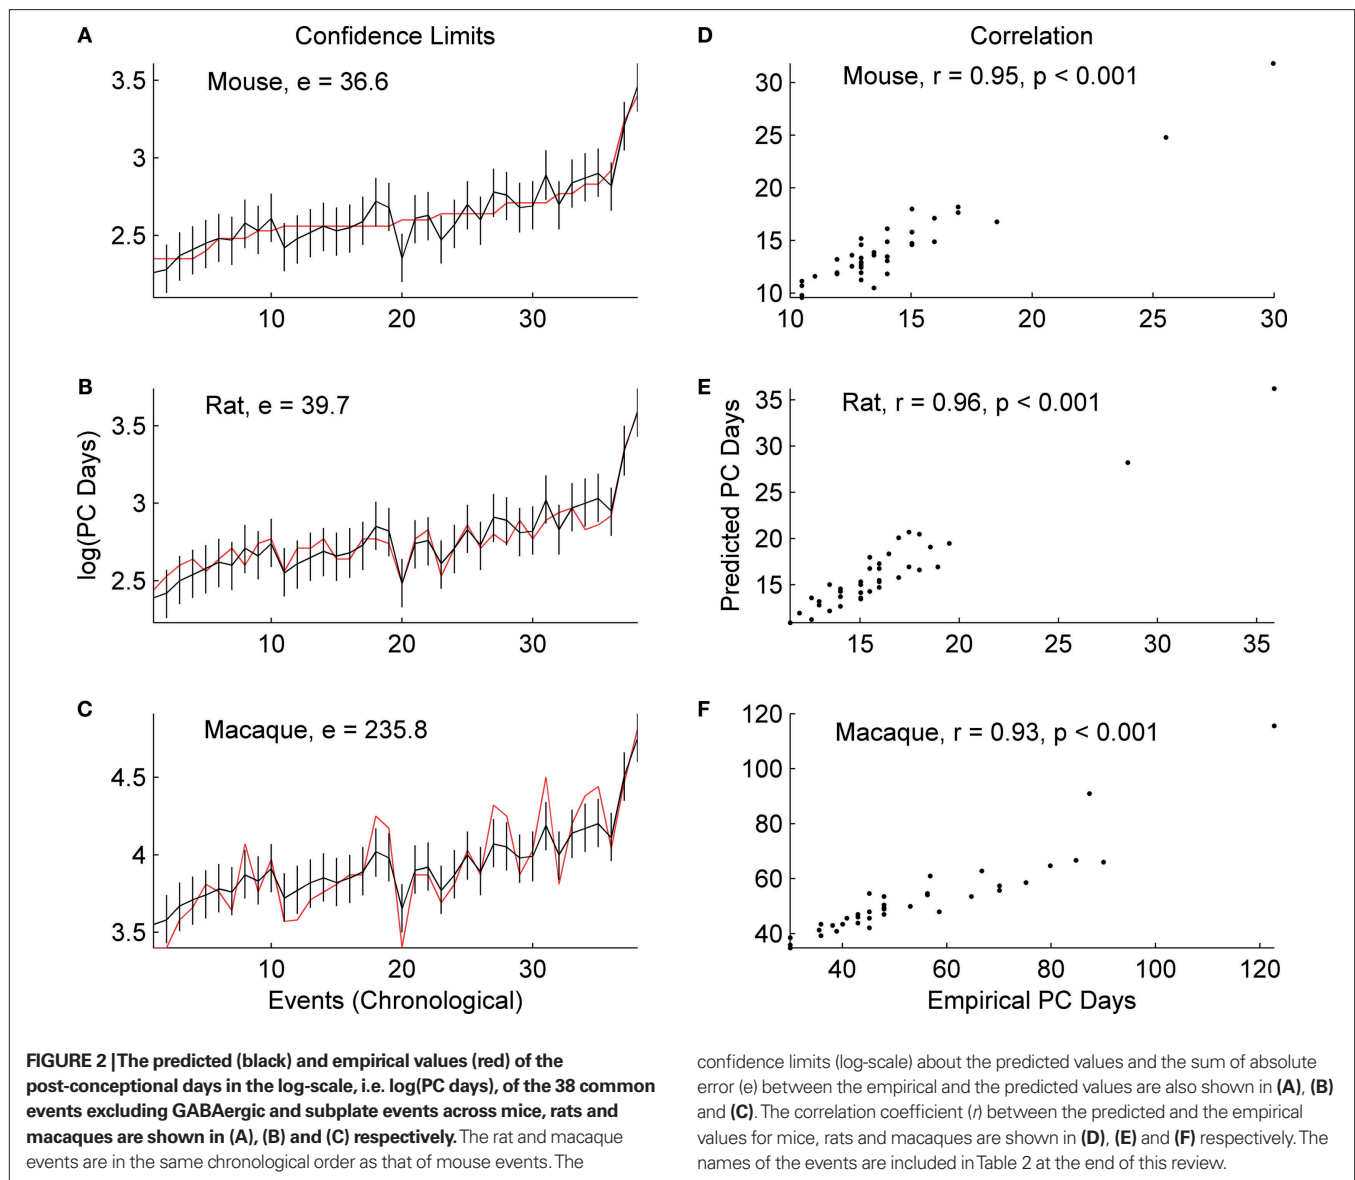 A
Confidence Limits
Mouse, e = 36.6
3.5
3
2.5
10
20
30
D
Correlation
Mouse, r = 0.95, p < 0.001
30
25
20
15
10
10
15
20
25
30
B
Rat, e = 39.7
3.5
3
2.5
log(PC Days)
10
20
30
E
Rat, r = 0.96, p < 0.001
35
30
25
20
15
Predicted PC Days
15
20
25
30
35
C
Macaque, e = 235.8
4.5
4
3.5
10
20
30
Events (Chronological)
F
Macaque, r = 0.93, p < 0.001
120
100
80
60
40
40
60
80
100
120
Empirical PC Days
FIGURE 2 | The predicted (black) and empirical values (red) of the
post-conceptional days in the log-scale, i.e. log(PC days), of the 38 common
events excluding GABAergic and subplate events across mice, rats and
macaques are shown in (A), (B) and (C) respectively. The rat and macaque
events are in the same chronological order as that of mouse events. The
confidence limits (log-scale) about the predicted values and the sum of absolute
error (e) between the empirical and the predicted values are also shown in (A), (B)
and (C). The correlation coefficient (r) between the predicted and the empirical
values for mice, rats and macaques are shown in (D), (E) and (F) respectively. The
names of the events are included in Table 2 at the end of this review.